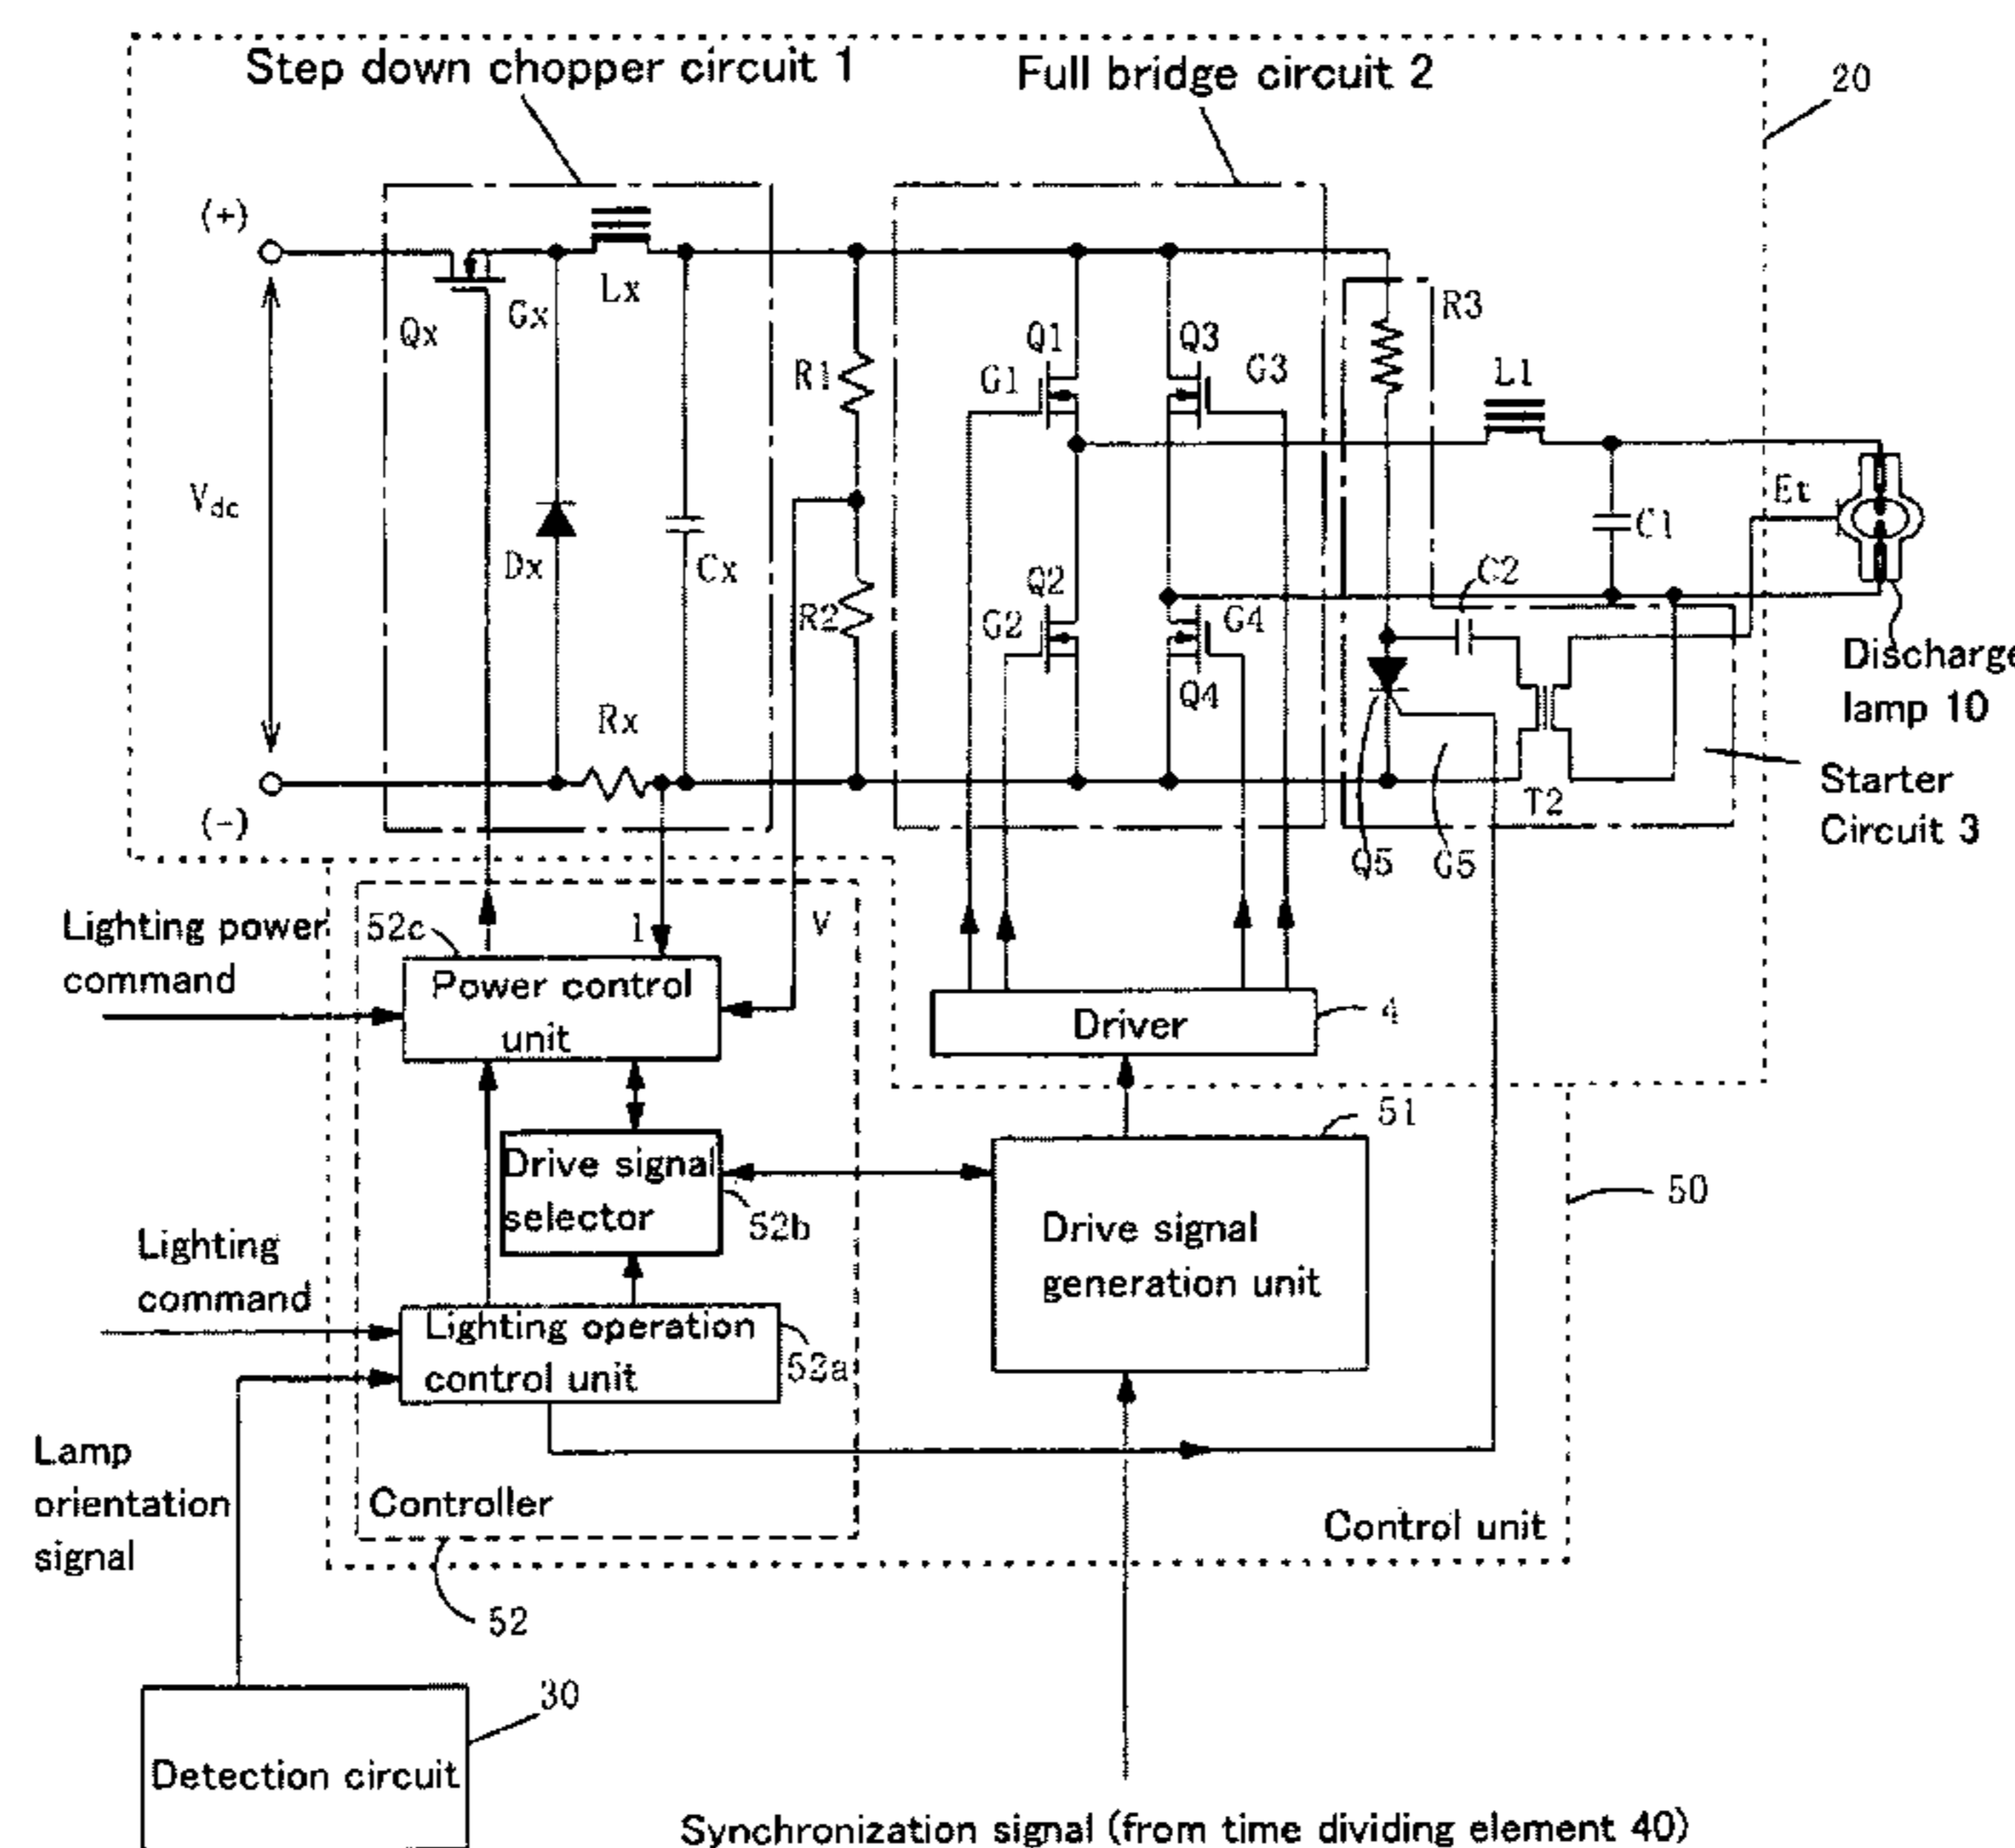 Step down chopper circuit 1
Full bridge circuit 2
20
(+)
Qx
Gx
Lx
R1
Q1
G1
Q3
G3
R3
L1
Vdc
Dx
Cx
R2
Q2
G2
G4
Q4
C2
C1
Et
Discharge
lamp 10
Rx
(-)
T2
Starter
Circuit 3
Q5
G5
Lighting power
command
52c
I
V
Power control
unit
Driver
4
Drive signal
selector
52b
51
50
Drive signal
generation unit
Lighting
command
Lighting operation
control unit
52a
Lamp
orientation
signal
Controller
Control unit
52
30
Detection circuit
Synchronization signal (from time dividing element 40)